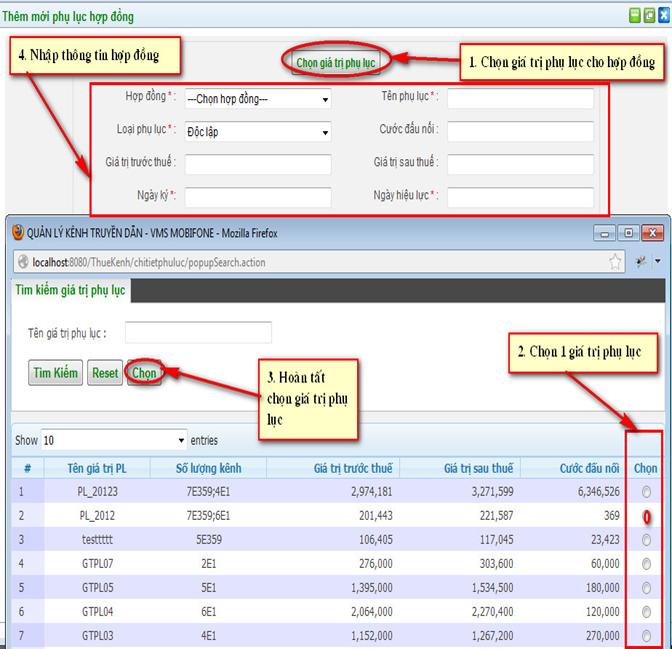 Thêm mới phụ lục hợp đồng
4. Nhập thông tin hợp đồng
Chọn giá trị phụ lục
1. Chọn giá trị phụ lục cho hợp đồng
Hợp đồng * : ---Chọn hợp đồng--- Tên phụ lục * :
Loại phụ lục * : Độc lập Cước đấu nối :
Giá trị trước thuế : Giá trị sau thuế :
Ngày ký *: Ngày hiệu lực * :
QUẢN LÝ KÊNH TRUYỀN DẪN - VMS MOBIFONE - Mozilla Firefox
localhost:8080/ThueKenh/chitietphuluc/popupSearch.action
Tìm kiếm giá trị phụ lục
Tên giá trị phụ lục :
2. Chọn 1 giá trị phụ lục
Tìm Kiếm Reset Chọn
3. Hoàn tất
chọn giá trị phụ
lục
Show 10 entries
# Tên giá trị PL Số lượng kênh Giá trị trước thuế Giá trị sau thuế Cước đấu nối Chọn
1 PL_20123 7E359;4E1 2,974,181 3,271,599 6,346,526
2 PL_2012 7E359;6E1 201,443 221,587 369
3 testtttt 5E359 106,405 117,045 23,423
4 GTPL07 2E1 276,000 303,600 60,000
5 GTPL05 5E1 1,395,000 1,534,500 180,000
6 GTPL04 6E1 2,064,000 2,270,400 120,000
7 GTPL03 4E1 1,152,000 1,267,200 270,000